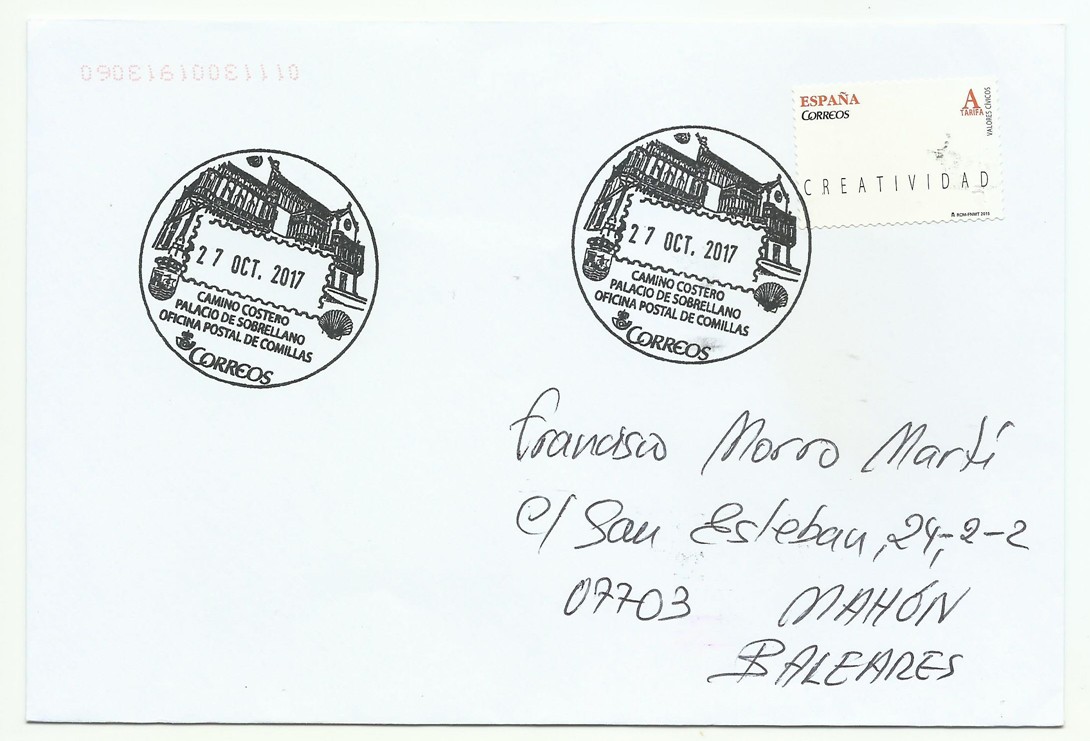 01113001913060
ESPAÑA
CORREOS
A
TARIFA
VALORES CÍVICOS
CREATIVIDAD
RCM-FNMT 2015
27 OCT. 2017
CAMINO COSTERO
PALACIO DE SOBRELLANO
OFICINA POSTAL DE COMILLAS
CORREOS
27 OCT. 2017
CAMINO COSTERO
PALACIO DE SOBRELLANO
OFICINA POSTAL DE COMILLAS
CORREOS
Francisco Morro Martí
C/ San Esteban, 24, 2-2
07703 MAHÓN
BALEARES